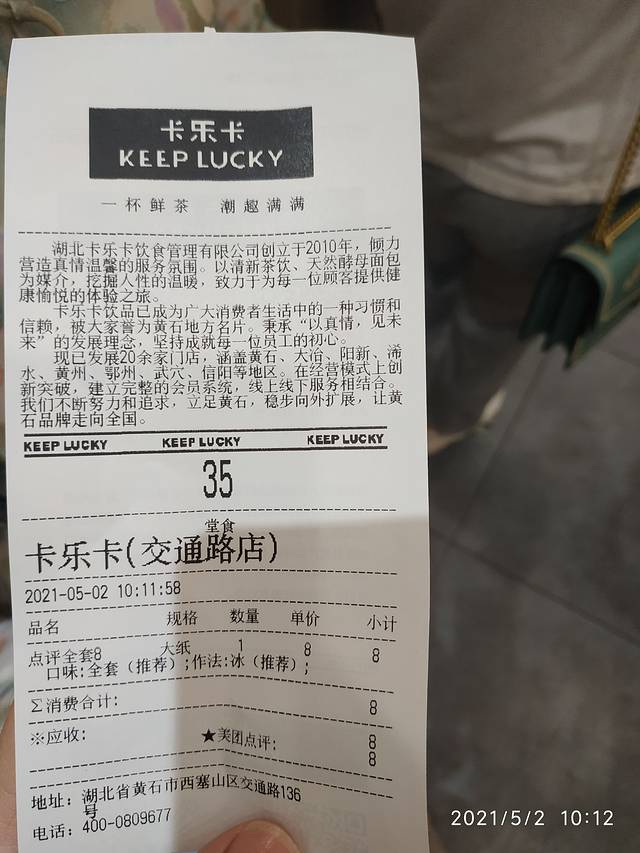 卡乐卡
KEEP LUCKY
一杯鲜茶 潮趣满满
湖北卡乐卡饮食管理有限公司创立于2010年，倾力
营造真情温馨的服务氛围。以清新茶饮、天然酵母面包
为媒介，挖掘人性的温暖，致力于为每一位顾客提供健
康愉悦的体验之旅。
卡乐卡饮品已成为广大消费者生活中的一种习惯和
信赖，被大家誉为黄石地方名片。秉承“以真情，见未
来”的发展理念，坚持成就每一位员工的初心。
现已发展20余家门店，涵盖黄石、大冶、阳新、浠
水、黄州、鄂州、武穴、信阳等地区。在经营模式上创
新突破，建立完整的会员系统，线上线下服务相结合。
我们不断努力和追求，立足黄石，稳步向外扩展，让黄
石品牌走向全国。
KEEP LUCKY KEEP LUCKY KEEP LUCKY
35
堂食
卡乐卡(交通路店)
2021-05-02 10:11:58
品名 规格 数量 单价 小计
点评全套8 大纸 1 8 8
口味:全套（推荐）;作法:冰（推荐）;
Σ消费合计: 8
※应收: ★美团点评: 8
8
地址: 湖北省黄石市西塞山区交通路136
号
电话: 400-0809677
2021/5/2 10:12